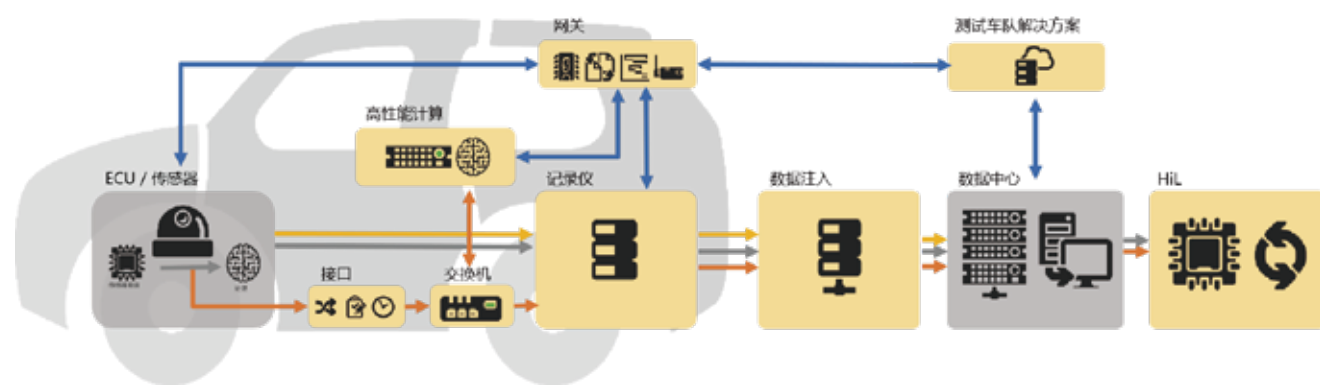 网关
测试车队解决方案
高性能计算
ECU / 传感器
记录仪
数据注入
数据中心
HiL
接口
交换机